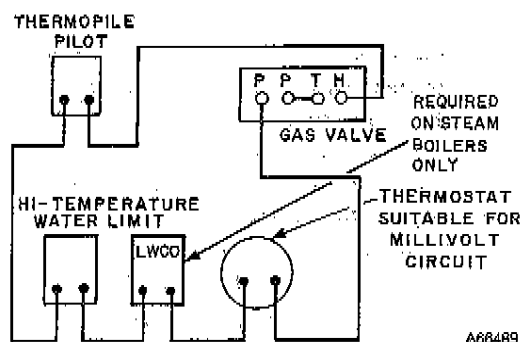 THERMOPILE
PILOT
P P T H
GAS VALVE
REQUIRED
ON STEAM
BOILERS
ONLY
HI-TEMPERATURE
WATER LIMIT
LWCO
THERMOSTAT
SUITABLE FOR
MILLIVOLT
CIRCUIT
A66489